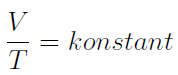 V/T = konstant